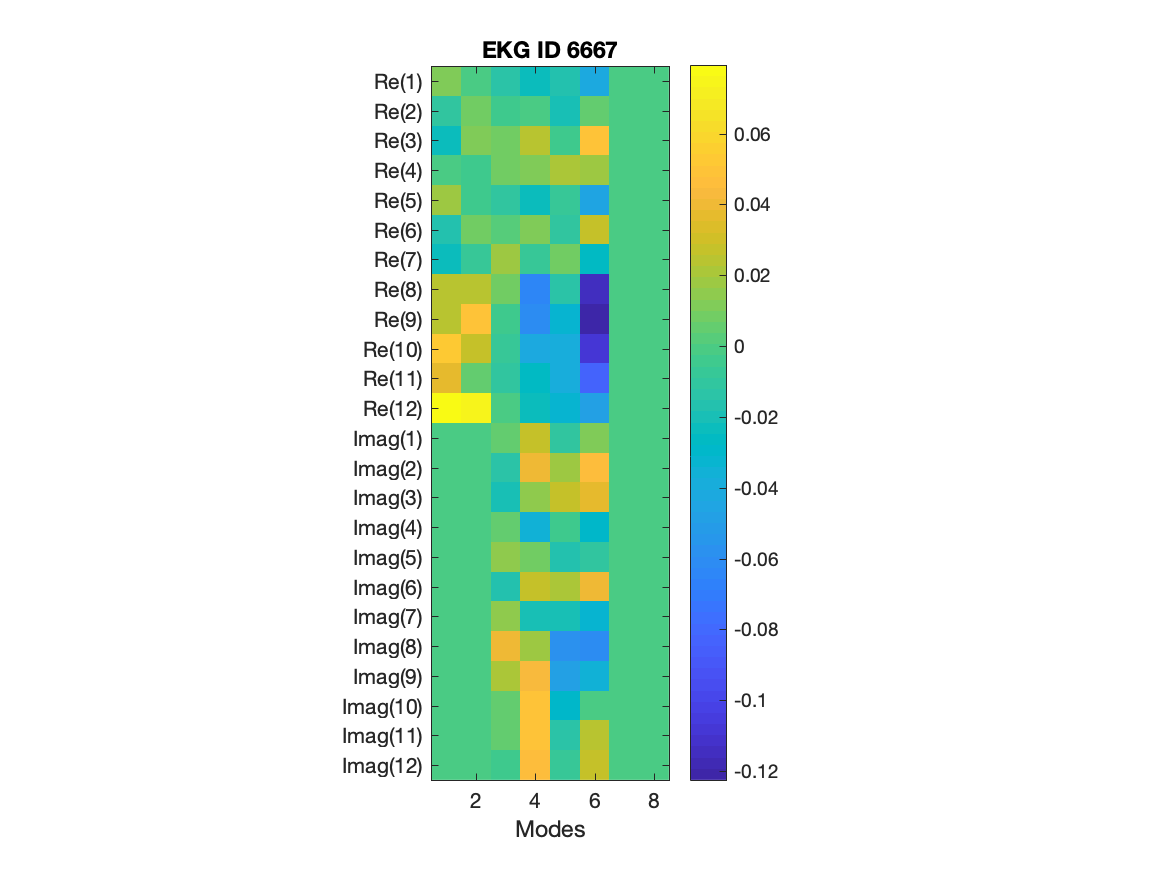 EKG ID 6667
Re(1)
Re(2)
Re(3)
Re(4)
Re(5)
Re(6)
Re(7)
Re(8)
Re(9)
Re(10)
Re(11)
Re(12)
Imag(1)
Imag(2)
Imag(3)
Imag(4)
Imag(5)
Imag(6)
Imag(7)
Imag(8)
Imag(9)
Imag(10)
Imag(11)
Imag(12)
2 4 6 8
Modes
0.06
0.04
0.02
0
-0.02
-0.04
-0.06
-0.08
-0.1
-0.12